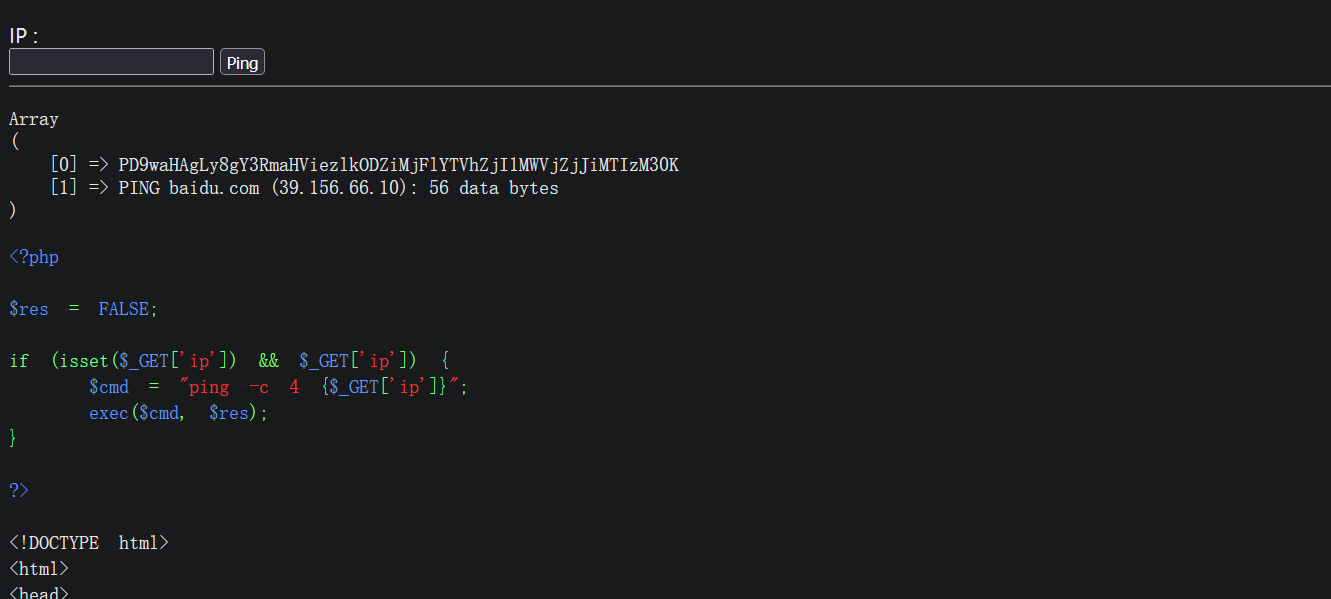 IP :
Ping
Array
(
[0] => PD9waHAgLy8gY3RmaHViezlkODZiMjFlYTVhZjI1MWVjZjJiMTIzM30K
[1] => PING baidu.com (39.156.66.10): 56 data bytes
)
<?php
$res = FALSE;
if (isset($_GET['ip']) && $_GET['ip']) {
$cmd = "ping -c 4 {$_GET['ip']}";
exec($cmd, $res);
}
?>
<!DOCTYPE html>
<html>
<head>